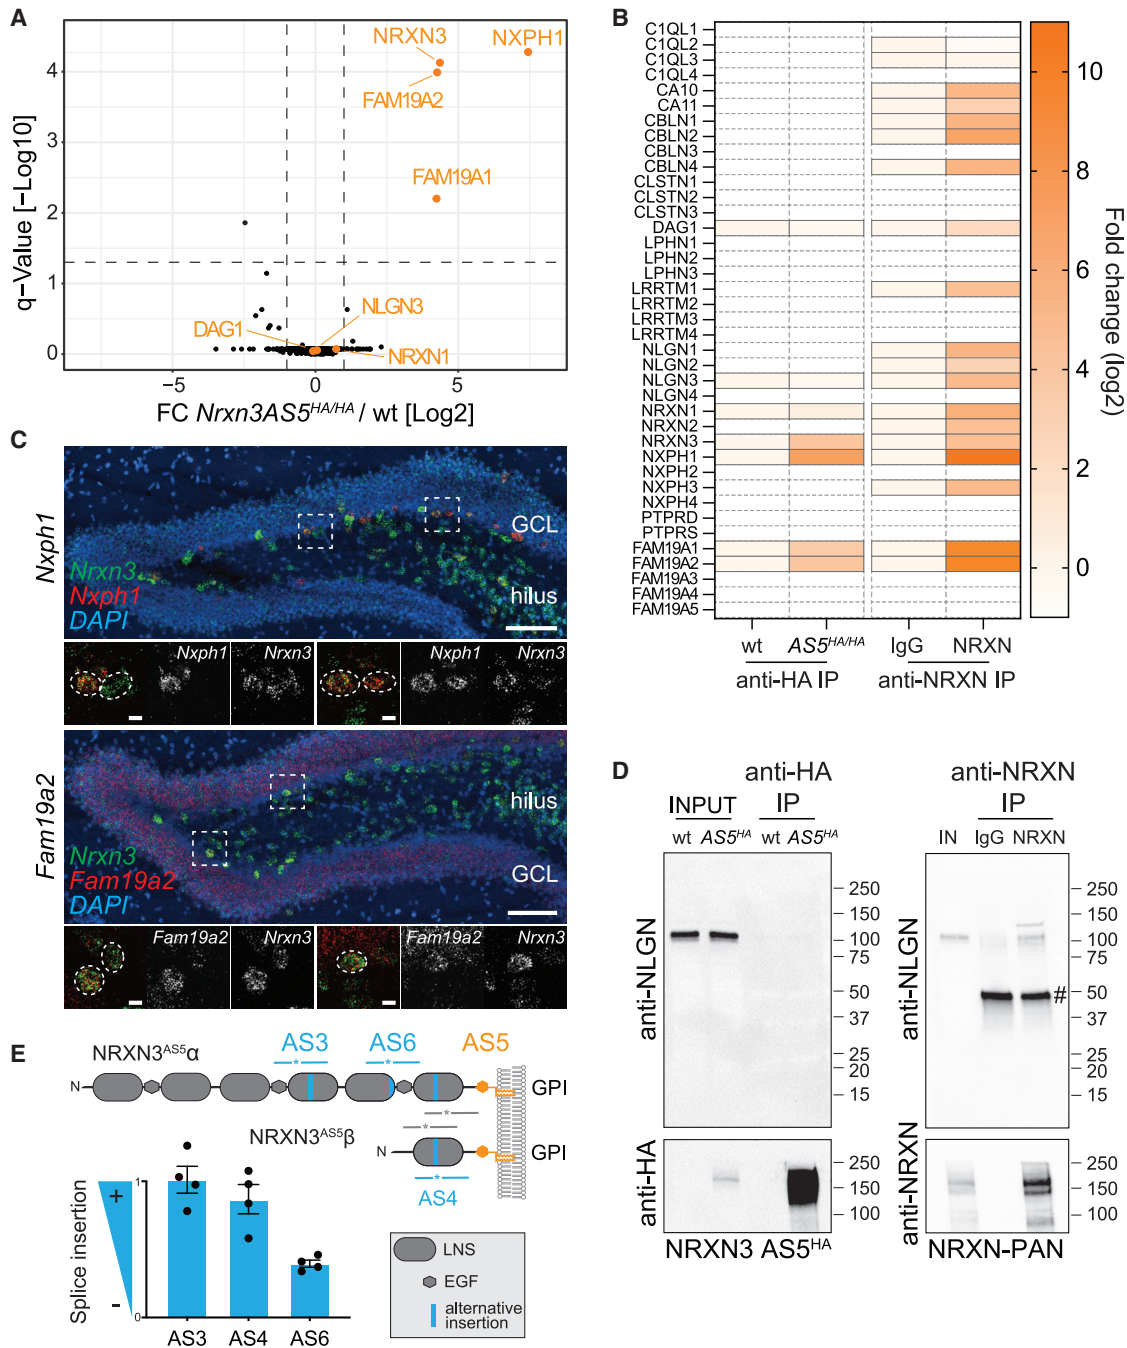 A
q-Value [−Log10]
4
3
2
1
0
NRXN3
NXPH1
FAM19A2
FAM19A1
NLGN3
DAG1
NRXN1
−5
0
5
FC Nrxn3AS5HA/HA / wt [Log2]
B
C1QL1
C1QL2
C1QL3
C1QL4
CA10
CA11
CBLN1
CBLN2
CBLN3
CBLN4
CLSTN1
CLSTN2
CLSTN3
DAG1
LPHN1
LPHN2
LPHN3
LRRTM1
LRRTM2
LRRTM3
LRRTM4
NLGN1
NLGN2
NLGN3
NLGN4
NRXN1
NRXN2
NRXN3
NXPH1
NXPH2
NXPH3
NXPH4
PTPRD
PTPRS
FAM19A1
FAM19A2
FAM19A3
FAM19A4
FAM19A5
wt AS5HA/HA IgG NRXN
anti-HA IP anti-NRXN IP
10
8
6
4
2
0
Fold change (log2)
C
Nxph1
GCL
hilus
Nrxn3
Nxph1
DAPI
Nxph1 Nrxn3 Nxph1 Nrxn3
Fam19a2
hilus
GCL
Nrxn3
Fam19a2
DAPI
Fam19a2 Nrxn3 Fam19a2 Nrxn3
D
INPUT
anti-HA
IP
wt AS5HA wt AS5HA
anti-NLGN
250
150
100
75
50
37
25
20
15
anti-HA
250
150
100
NRXN3 AS5HA
anti-NRXN
IP
IN IgG NRXN
anti-NLGN
250
150
100
75
#
50
37
25
20
15
anti-NRXN
250
150
100
NRXN-PAN
E
NRXN3AS5α
AS3
AS6
AS5
N
*
*
GPI
*
*
NRXN3AS5β
N
GPI
*
AS4
Splice insertion
+
-
1
0
AS3 AS4 AS6
LNS
EGF
alternative
insertion